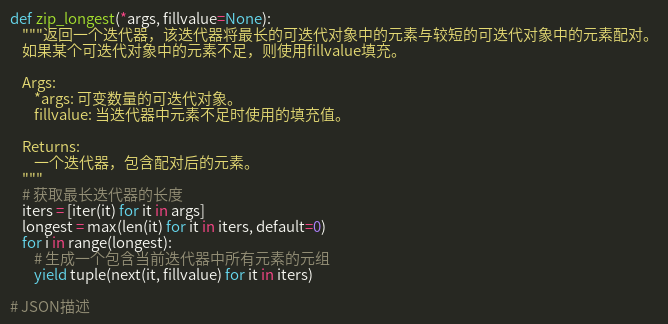 def zip_longest(*args, fillvalue=None):
"""返回一个迭代器，该迭代器将最长的可迭代对象中的元素与较短的可迭代对象中的元素配对。
如果某个可迭代对象中的元素不足，则使用fillvalue填充。
Args:
*args: 可变数量的可迭代对象。
fillvalue: 当迭代器中元素不足时使用的填充值。
Returns:
一个迭代器，包含配对后的元素。
"""
# 获取最长迭代器的长度
iters = [iter(it) for it in args]
longest = max(len(it) for it in iters, default=0)
for i in range(longest):
# 生成一个包含当前迭代器中所有元素的元组
yield tuple(next(it, fillvalue) for it in iters)
# JSON描述